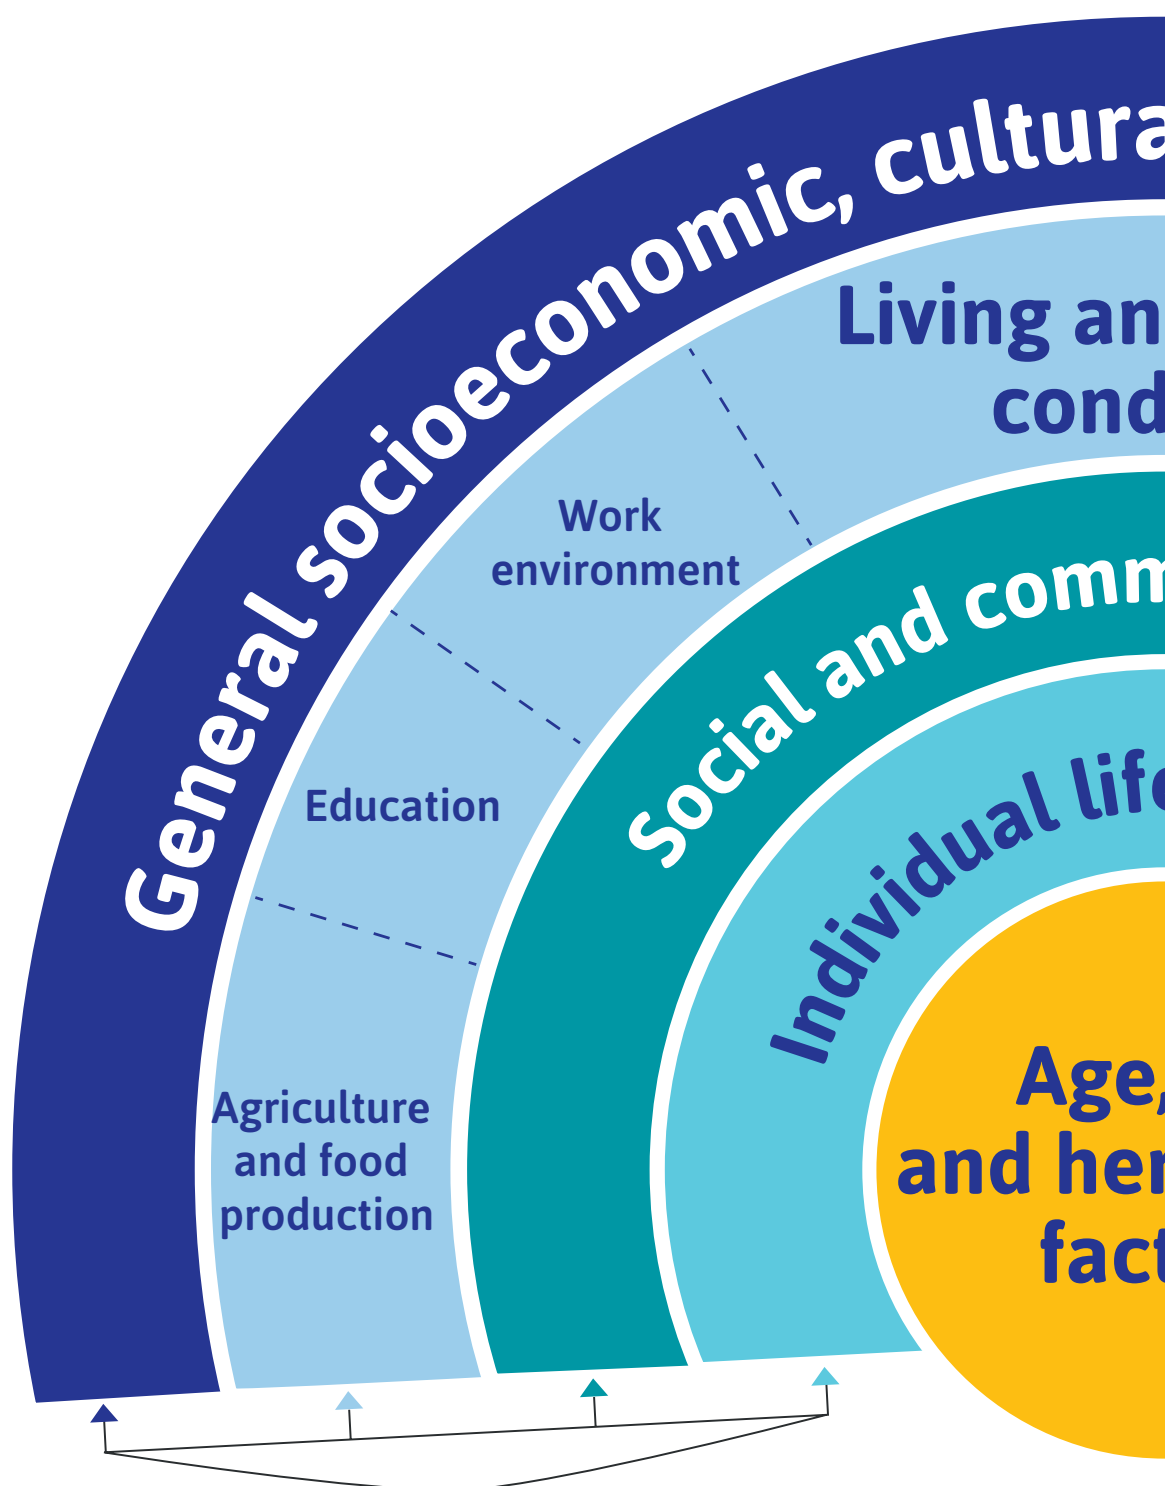 General socioeconomic, cultura
Living an
cond
Work
environment
Education
Agriculture
and food
production
Social and comm
Individual life
Age,
and her
fact